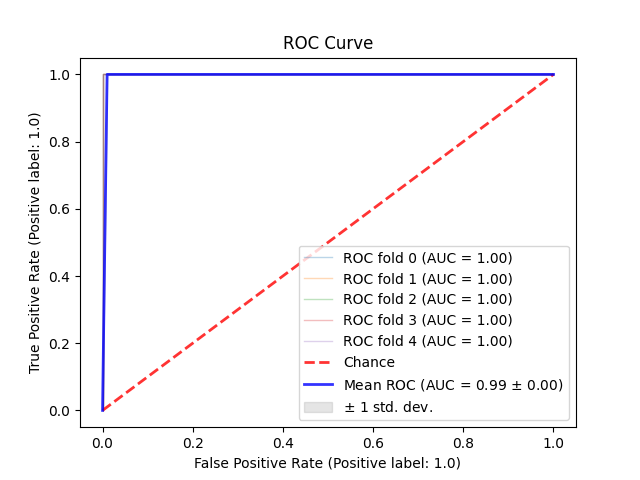 ROC Curve
True Positive Rate (Positive label: 1.0)
1.0
0.8
0.6
0.4
0.2
0.0
ROC fold 0 (AUC = 1.00)
ROC fold 1 (AUC = 1.00)
ROC fold 2 (AUC = 1.00)
ROC fold 3 (AUC = 1.00)
ROC fold 4 (AUC = 1.00)
Chance
Mean ROC (AUC = 0.99 ± 0.00)
± 1 std. dev.
0.0 0.2 0.4 0.6 0.8 1.0
False Positive Rate (Positive label: 1.0)